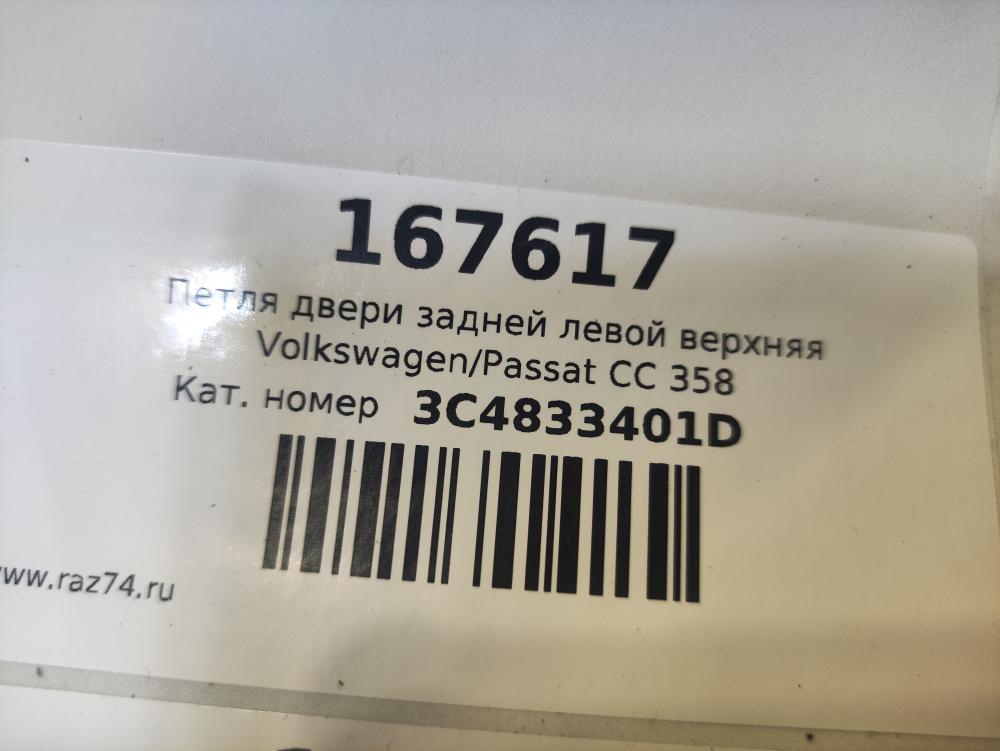 167617
Петля двери задней левой верхняя
Volkswagen/Passat CC 358
Кат. номер 3C4833401D
www.raz74.ru